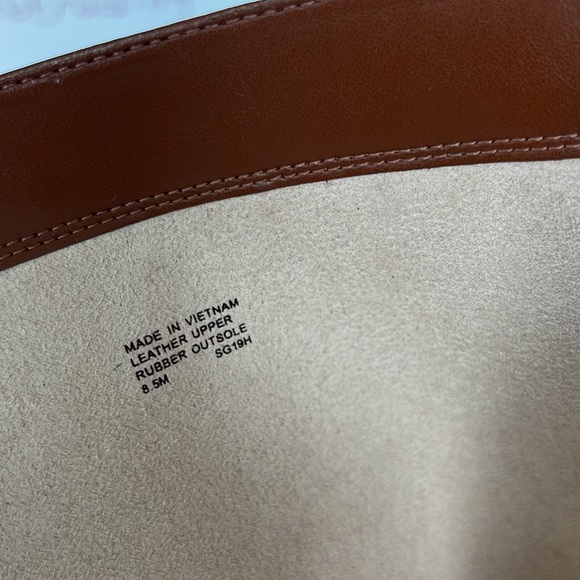 MADE IN VIETNAM
LEATHER UPPER
RUBBER OUTSOLE
8.5M SG19H